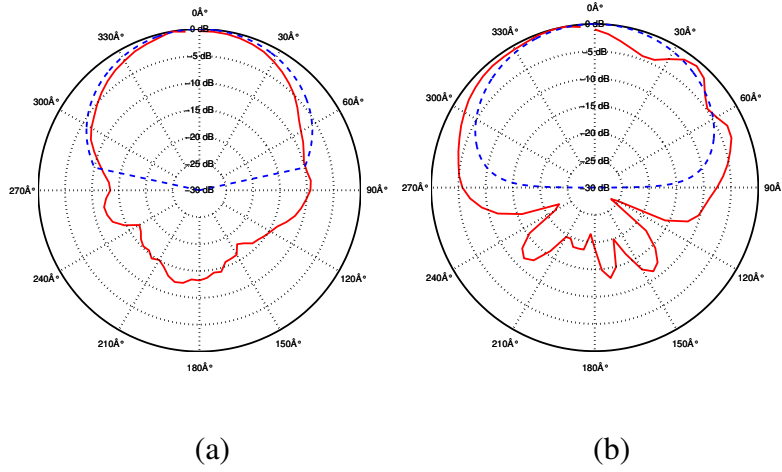 0Â°
0Â°
330Â°
0 dB
30Â°
330Â°
0 dB
30Â°
−5 dB
−5 dB
300Â°
−10 dB
60Â°
300Â°
−10 dB
60Â°
−15 dB
−15 dB
−20 dB
−20 dB
−25 dB
−25 dB
270Â°
−30 dB
90Â°
270Â°
−30 dB
90Â°
240Â°
120Â°
240Â°
120Â°
210Â°
150Â°
210Â°
150Â°
180Â°
180Â°
(a)
(b)